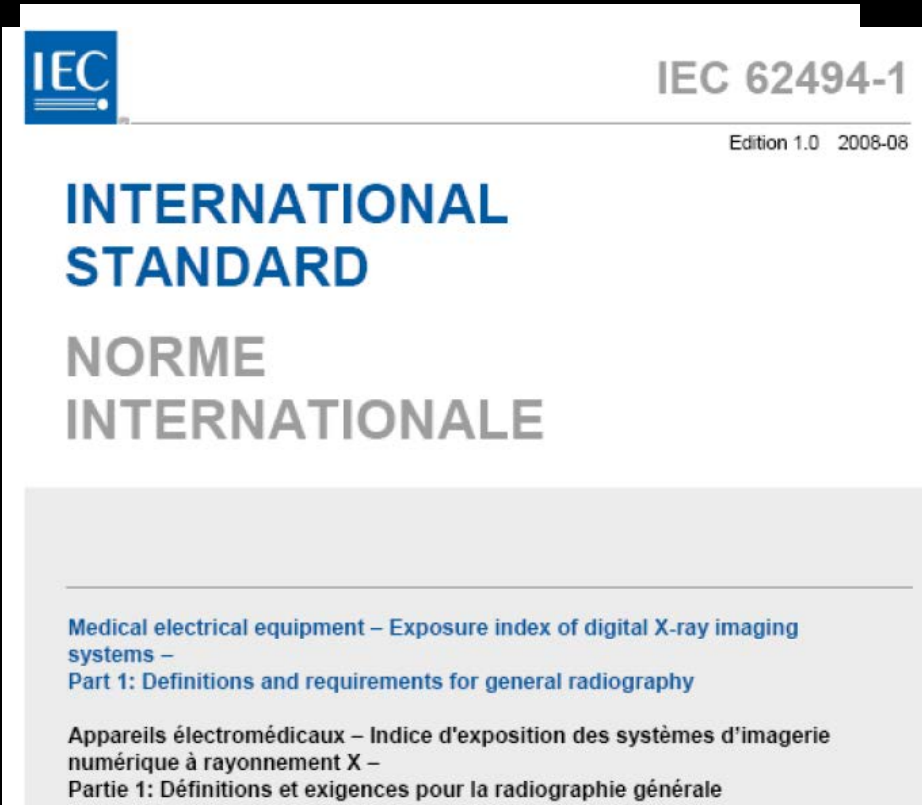 IEC
IEC 62494-1
Edition 1.0 2008-08
INTERNATIONAL
STANDARD
NORME
INTERNATIONALE
Medical electrical equipment – Exposure index of digital X-ray imaging
systems –
Part 1: Definitions and requirements for general radiography
Appareils électromédicaux – Indice d'exposition des systèmes d’imagerie
numérique à rayonnement X –
Partie 1: Définitions et exigences pour la radiographie générale